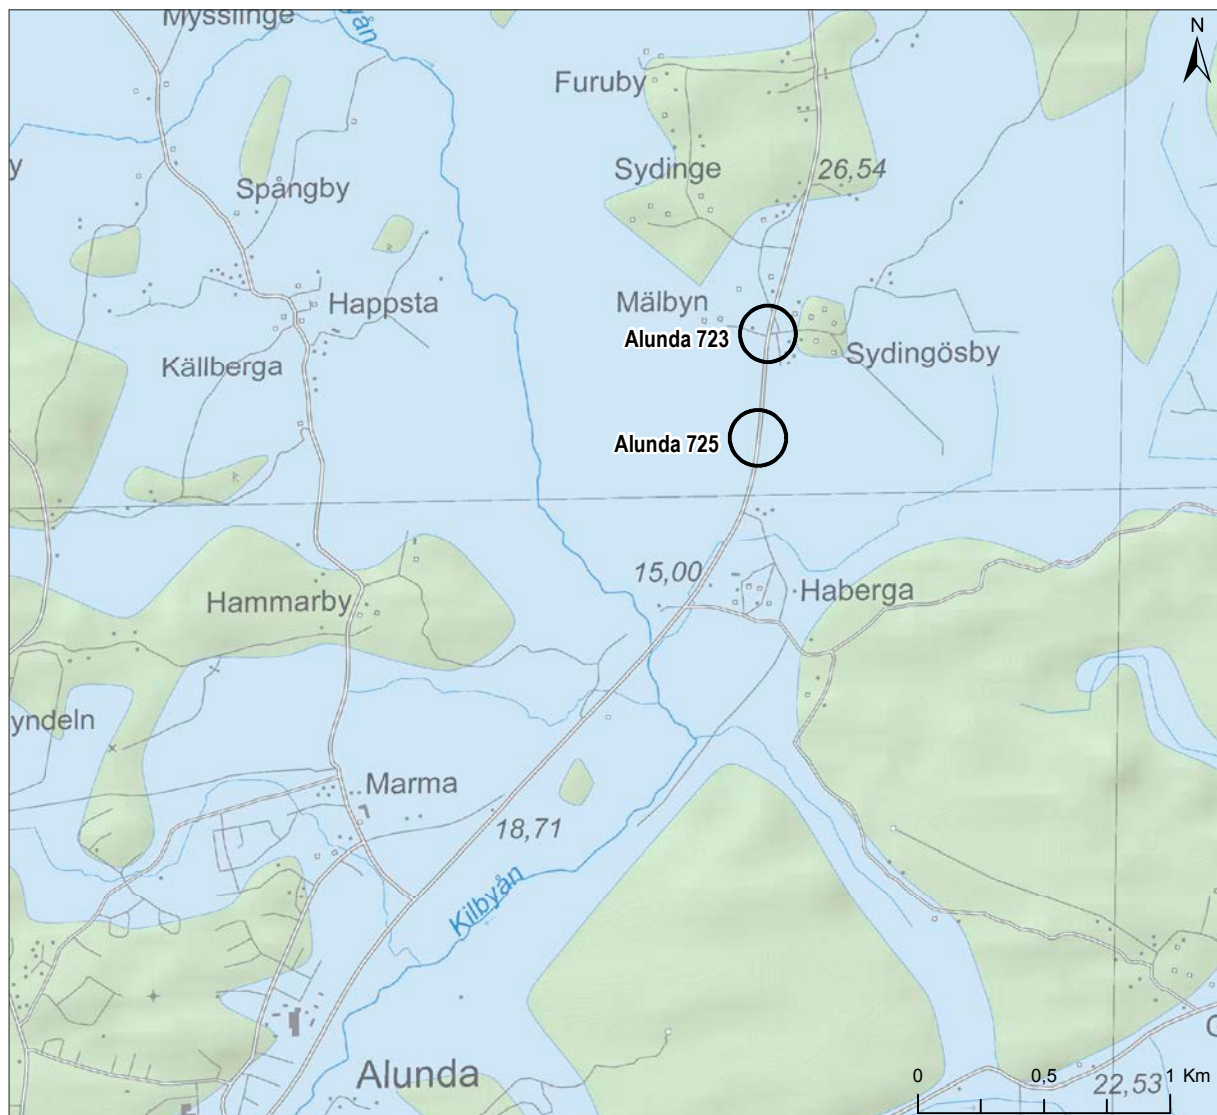 Mysslinge
N
Furuby
Sydinge
26,54
Spångby
Happsta
Mälbyn
Alunda 723
Sydingösby
Källberga
Alunda 725
15,00
Haberga
Hammarby
yndeln
Marma
18,71
Kilbyån
Alunda
0 0,5 1 Km
22,53